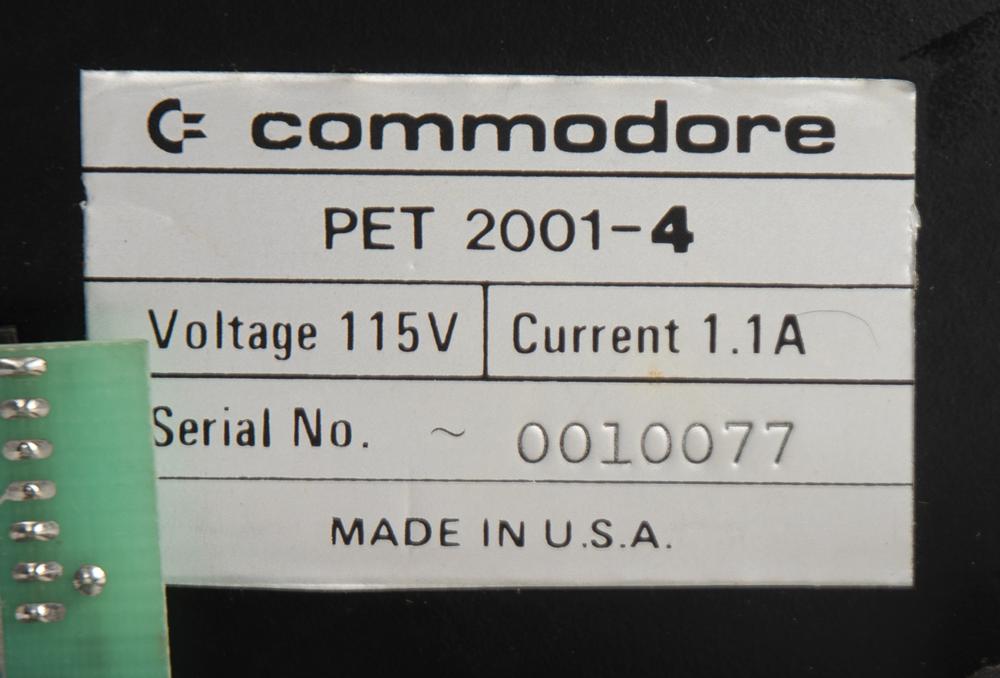 commodore
PET 2001-4
Voltage 115V Current 1.1A
Serial No. ~ 0010077
MADE IN U.S.A.